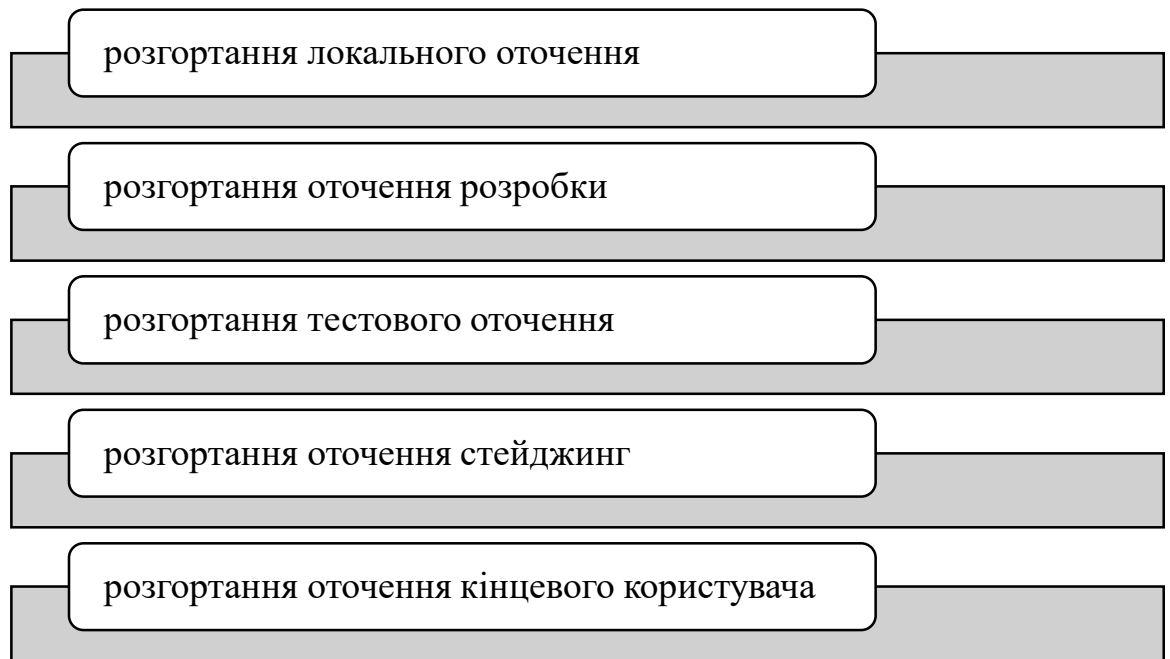 розгортання локального оточення
розгортання оточення розробки
розгортання тестового оточення
розгортання оточення стейджинг
розгортання оточення кінцевого користувача